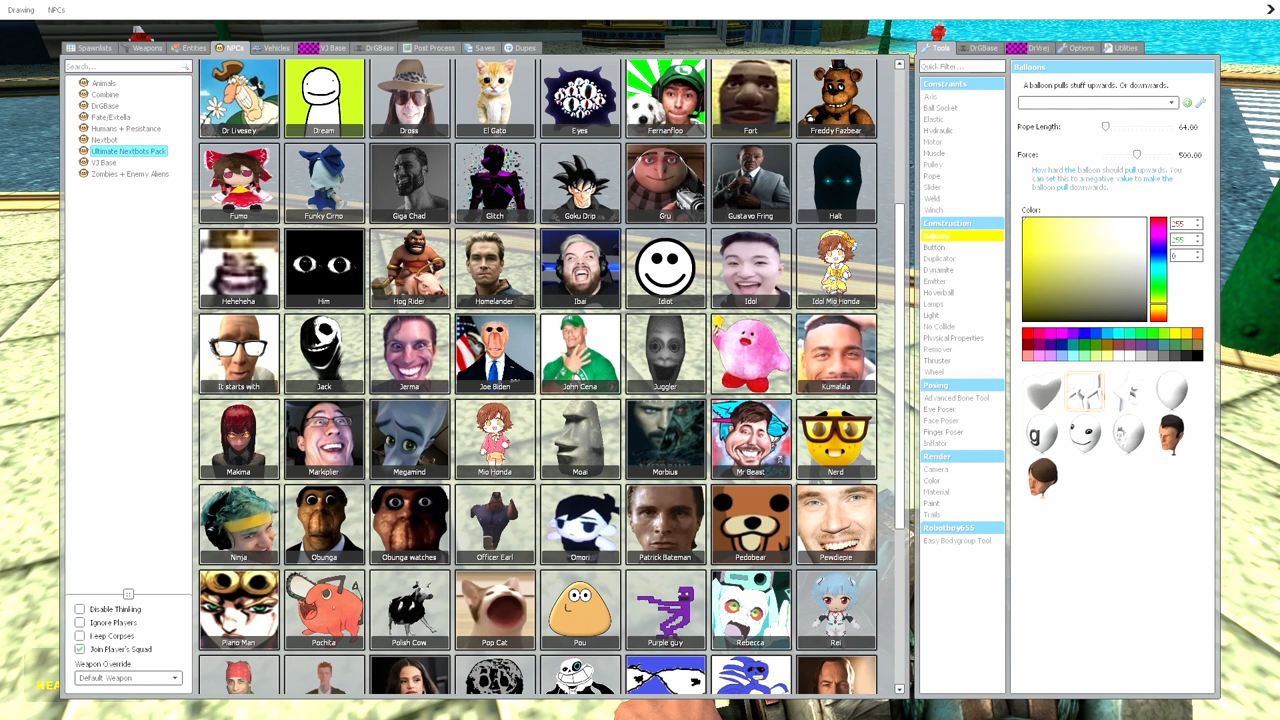 Drawing NPCs
Spawnlists Weapons Entities NPCs Vehicles VJ Base DrGBase Post Process Saves Dupes
Search...
Animals
Combine
DrGBase
Fate/Extella
Humans + Resistance
Nextbot
Ultimate Nextbots Pack
VJ Base
Zombies + Enemy Aliens
Dr Livesey Dream Dross El Gato Eyes Fernanfloo Fort Freddy Fazbear
Fumo Funky Cirno Giga Chad Glitch Goku Drip Gru Gustavo Fring Halt
Heheheha Him Hog Rider Homelander Ibai Idiot Idol Idol Mio Honda
It starts with Jack Jerma Joe Biden John Cena Juggler Kirby Kumalala
Makima Markiplier Megamind Mio Honda Moai Morbius Mr Beast Nerd
Ninja Obunga Obunga watches Officer Earl Omori Patrick Bateman Pedobear Pewdiepie
Piano Man Pochita Polish Cow Pop Cat Pou Purple guy Rebecca Rei
Disable Thinking
Ignore Players
Keep Corpses
Join Player's Squad
Weapon Override
Default Weapon
Tools DrGBase DrVrej Options Utilities
Quick Filter...
Constraints
Axis
Ball Socket
Elastic
Hydraulic
Motor
Muscle
Pulley
Rope
Slider
Weld
Winch
Construction
Balloons
Button
Duplicator
Dynamite
Emitter
Hoverball
Lamps
Light
No Collide
Physical Properties
Remover
Thruster
Wheel
Posing
Advanced Bone Tool
Eye Poser
Face Poser
Finger Poser
Inflator
Render
Camera
Color
Material
Paint
Trails
Robotboy655
Easy Bodygroup Tool
Balloons
A balloon pulls stuff upwards. Or downwards.
Rope Length: 64.00
Force: 500.00
How hard the balloon should pull upwards. You
can set this to a negative value to make the
balloon pull downwards.
Color:
255
255
0
g